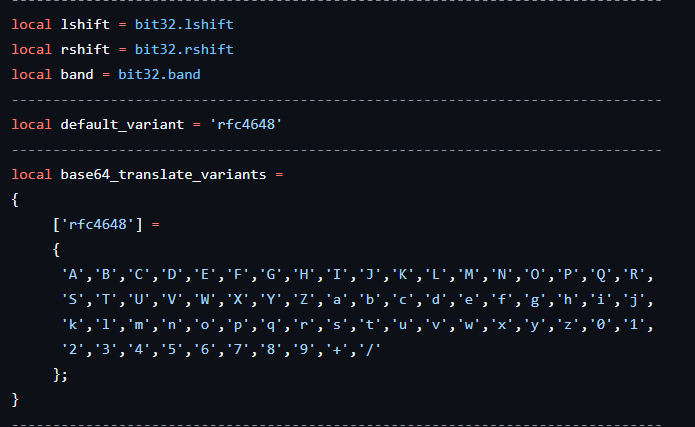 --------------------------------------------------------------------------------
local lshift = bit32.lshift
local rshift = bit32.rshift
local band = bit32.band
--------------------------------------------------------------------------------
local default_variant = 'rfc4648'
--------------------------------------------------------------------------------
local base64_translate_variants =
{
     ['rfc4648'] =
     {
      'A','B','C','D','E','F','G','H','I','J','K','L','M','N','O','P','Q','R',
      'S','T','U','V','W','X','Y','Z','a','b','c','d','e','f','g','h','i','j',
      'k','l','m','n','o','p','q','r','s','t','u','v','w','x','y','z','0','1',
      '2','3','4','5','6','7','8','9','+','/'
     };
}
--------------------------------------------------------------------------------